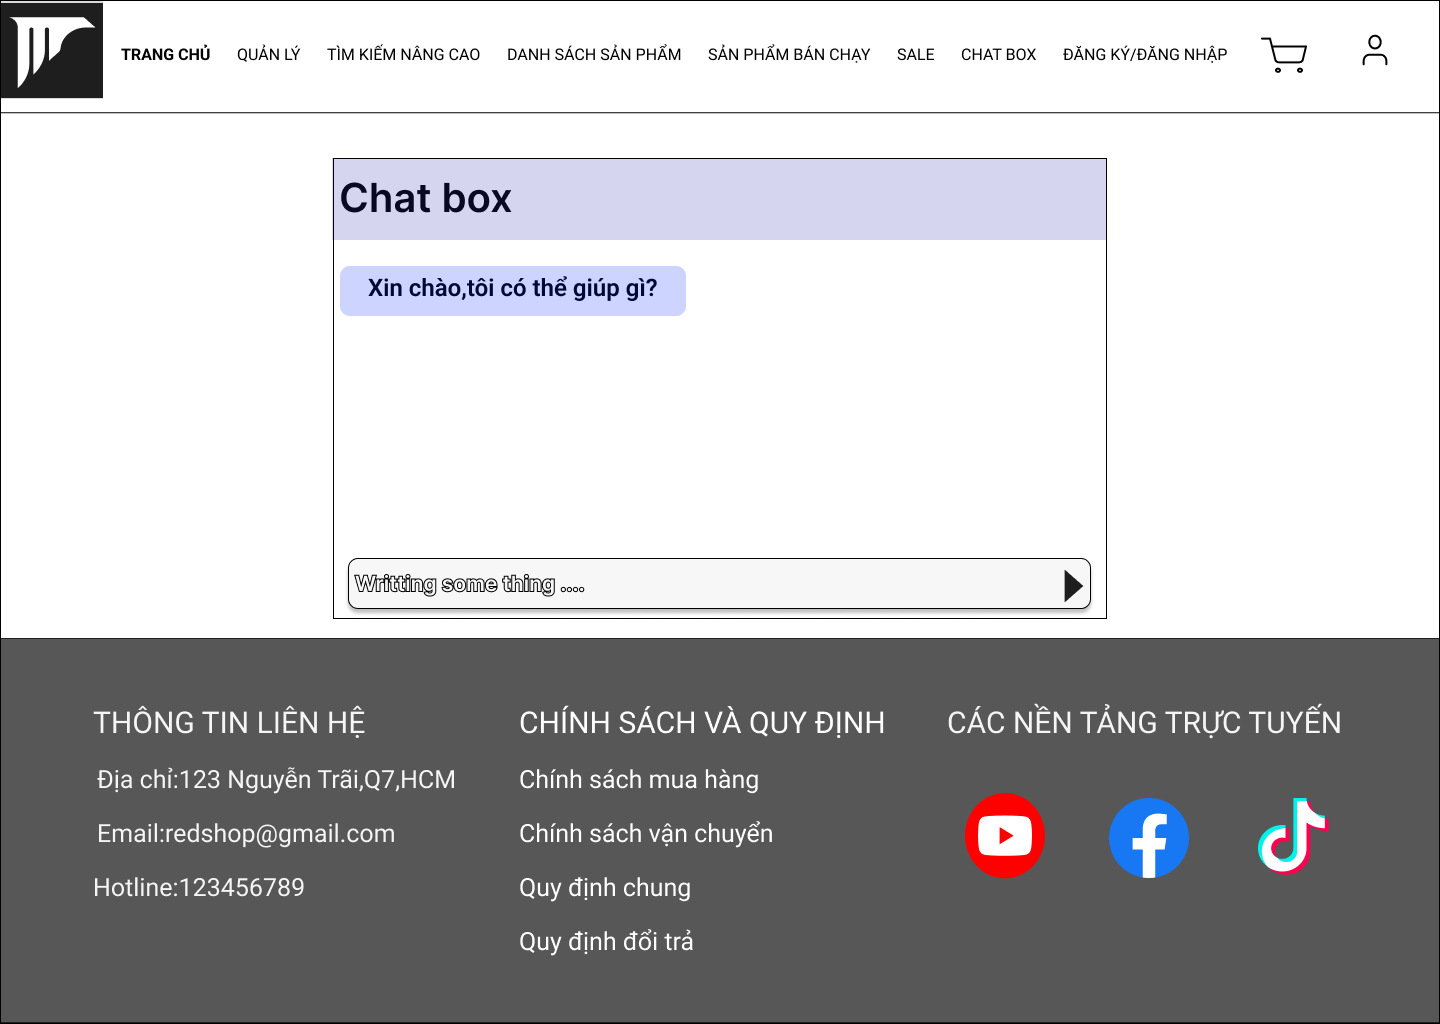 TRANG CHỦ QUẢN LÝ TÌM KIẾM NÂNG CAO DANH SÁCH SẢN PHẨM SẢN PHẨM BÁN CHẠY SALE CHAT BOX ĐĂNG KÝ/ĐĂNG NHẬP
Chat box
Xin chào,tôi có thể giúp gì?
Writting some thing ....
THÔNG TIN LIÊN HỆ
Địa chỉ:123 Nguyễn Trãi,Q7,HCM
Email:redshop@gmail.com
Hotline:123456789
CHÍNH SÁCH VÀ QUY ĐỊNH
Chính sách mua hàng
Chính sách vận chuyển
Quy định chung
Quy định đổi trả
CÁC NỀN TẢNG TRỰC TUYẾN